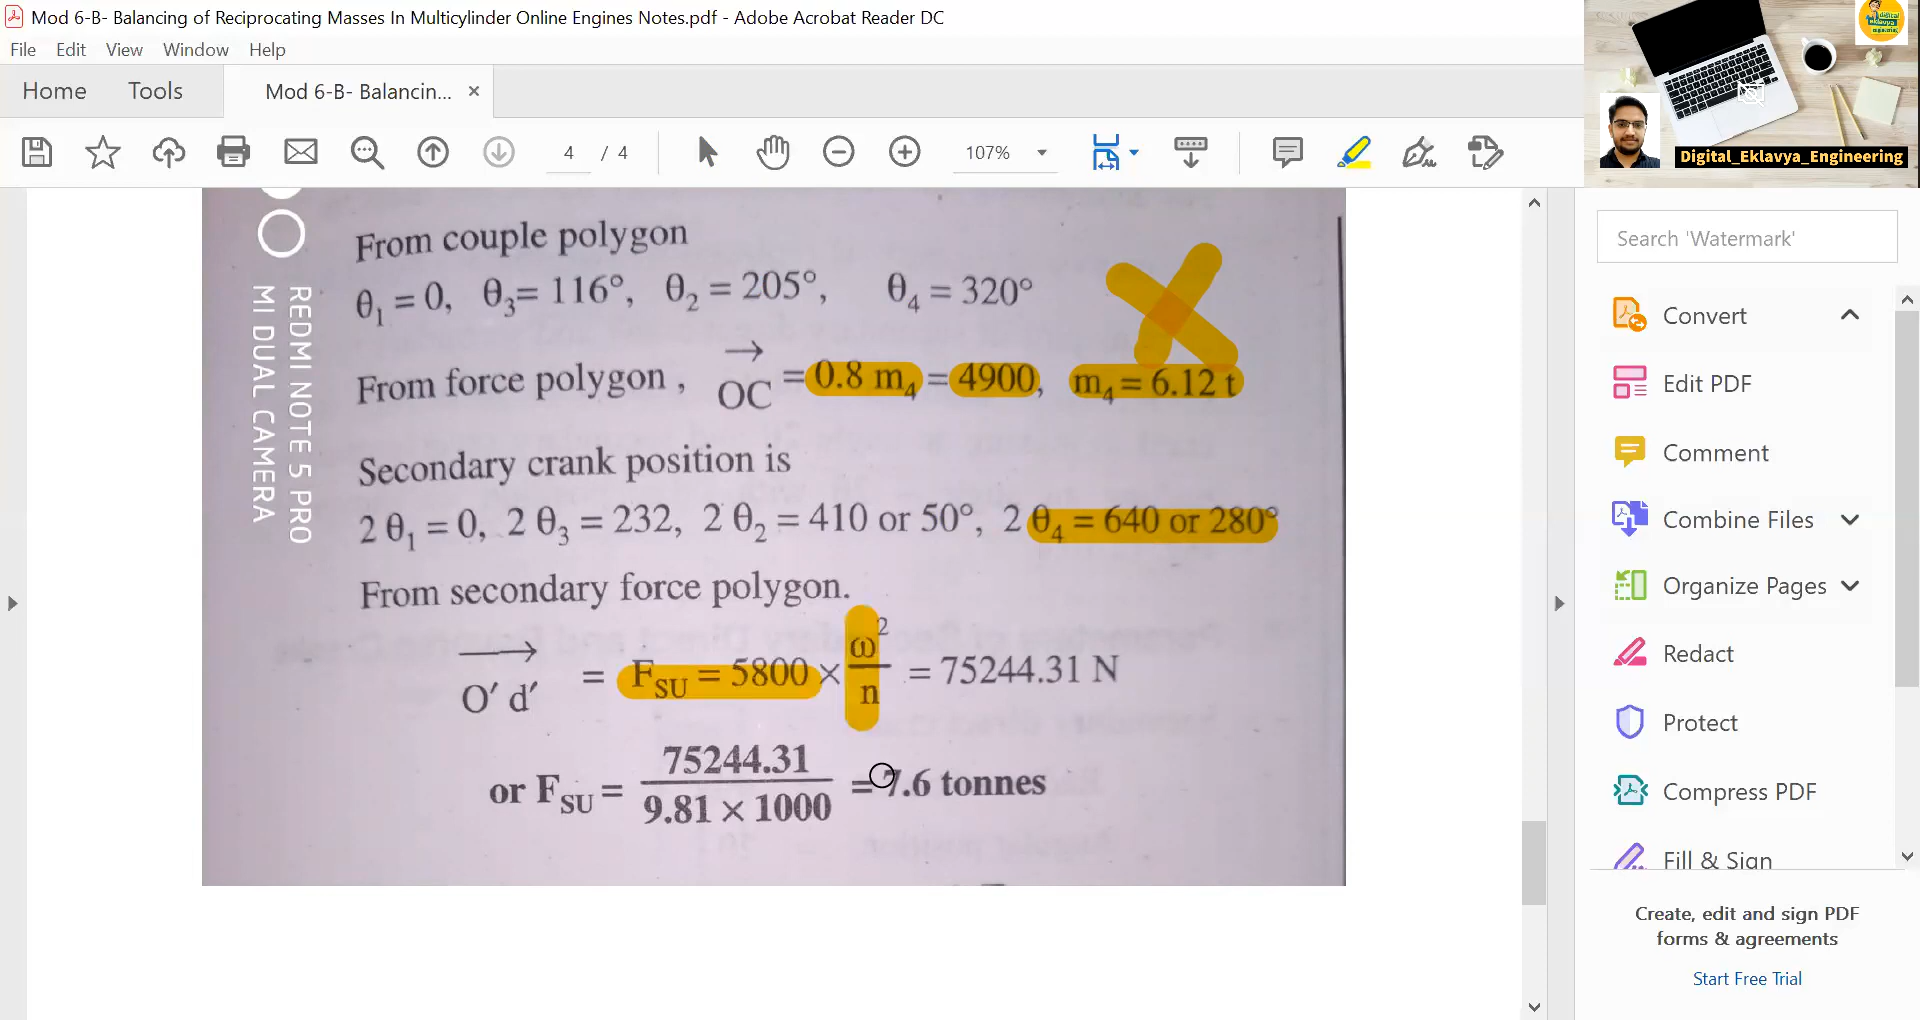 Mod 6-B- Balancing of Reciprocating Masses In Multicylinder Online Engines Notes.pdf - Adobe Acrobat Reader DC
File Edit View Window Help
Home Tools Mod 6-B- Balancin... ×
4 / 4 107%
Digital_Eklavya_Engineering
digital eklavya engineering
REDMI NOTE 5 PRO
MI DUAL CAMERA
From couple polygon
θ₁ = 0, θ₃= 116°, θ₂ = 205°, θ₄ = 320°
From force polygon , →OC = 0.8 m₄ = 4900, m₄ = 6.12 t
Secondary crank position is
2 θ₁ = 0, 2 θ₃ = 232, 2 θ₂ = 410 or 50°, 2 θ₄ = 640 or 280°
From secondary force polygon.
→O′ d′ = F_SU = 5800 × ω²/n = 75244.31 N
or F_SU = 75244.31 / 9.81 × 1000 = 7.6 tonnes
Search 'Watermark'
Convert
Edit PDF
Comment
Combine Files
Organize Pages
Redact
Protect
Compress PDF
Fill & Sign
Create, edit and sign PDF
forms & agreements
Start Free Trial